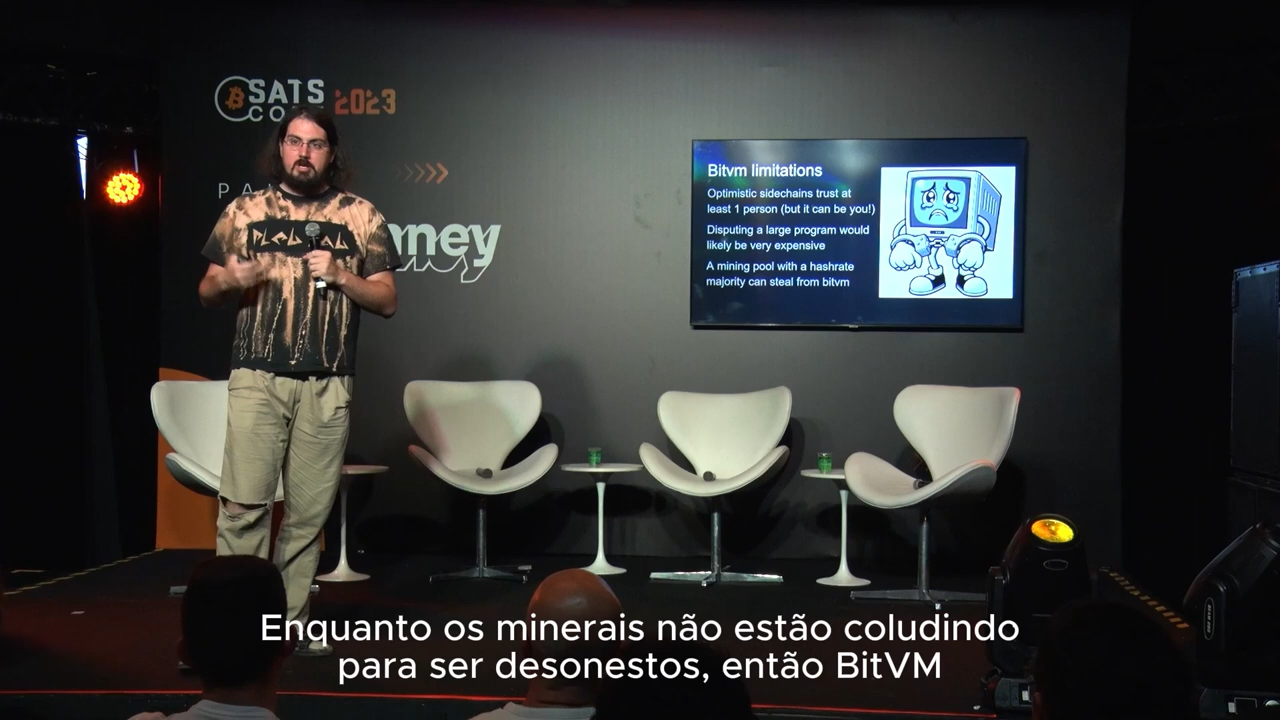 SATS
2023
Bitvm limitations
Optimistic sidechains trust at
least 1 person (but it can be you!)
Disputing a large program would
likely be very expensive
A mining pool with a hashrate
majority can steal from bitvm
Enquanto os minerais não estão coludindo
para ser desonestos, então BitVM